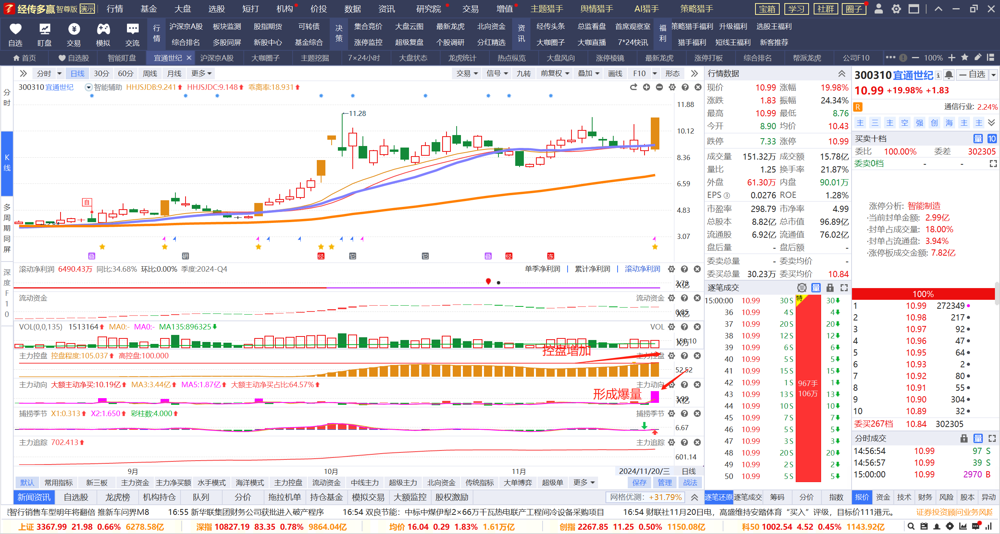 经传多赢 智尊版 演示 行情 基金 大盘 选股 短打 机构 价投 数据 资讯 研究院 交易 增值 主题猎手 舆情猎手 AI猎手 策略猎手 宝箱 学习 社群 圈子
自选 盯盘 交易 模拟 交流
行情 沪深京A股 板块监测 股指期货 可转债 决策 集合竞价 大盘云图 最新龙虎 北向资金 资讯 经传头条 总监看盘 首席观察室 福利 策略猎手福利 升级福利 选股王福利
综合排名 多股同屏 新股中心 基金综合 涨停监控 超级复盘 个股调研 分红精选 大咖圈子 大咖直播 7*24快讯 猎手福利 短线王福利 新客推荐
首页 自选股 智能盯盘 宜通世纪 沪深京A股 大咖圈子 主题挖掘 7×24小时 大盘状态 龙虎统计 热点纵览 大盘风向 涨停棱镜 最新龙虎 涨停打板 综合排名 帮派龙虎 公司F10 100%
分时 日线 30分 60分 周线 月线 更多 交易 信号 九转 前复权 叠加 画线 F10 形态
分时
K线
多周期同屏
深度F10
300310 宜通世纪 智能辅助 HHJSJDB:9.241 HHJSJDC:9.148 乖离率:18.931
11.88
←11.28
10.12
8.36
6.59
自
4.83
3.07
叠 研 经 它 它 叠 经 冻
滚动净利润 6490.43万 同比:34.68% 环比:0.00% 季度:2024-Q4 单季净利润 累计净利润 滚动净利润
流动资金 流动资金
VOL(0,0,135) 1513164 MA0:- MA0:- MA135:896325 VOL
控盘增加
主力控盘 控盘程度:105.037 高控盘:100.000 主力控盘
52.52
主力动向 大额主动净买:10.19亿 MA3:3.44亿 MA5:1.87亿 大额主动净买占比:64.57% 主力动向
形成爆量
捕捞季节 X1:0.313 X2:1.650 彩柱数:4.000 捕捞季节
6.67
主力追踪 702.413 主力追踪
601.14
9月 10月 11月 2024/11/20/三 日线
默认 常用指标 新三板 主力资金 主力净买额 水手模式 海洋模式 主力控盘 流动资金 中线主力 超级主力 北向资金 传统指标 大单博弈 超级单 更多 保存 管理 战法
新闻资讯 自选股 龙虎榜 机构持仓 队列 分价 拖拉机单 持仓基金 模拟交易 大额监控 股权激励 网格优测：+31.79%
行情数据
现价 10.99 涨幅 19.98%
涨跌 1.83 振幅 24.34%
最高 10.99 最低 8.76
今开 8.90 均价 10.43
跌停 7.33 涨停 10.99
成交量 151.32万 成交额 15.78亿
量比 1.25 换手率 21.87%
外盘 61.30万 内盘 90.01万
EPS③ 0.0276 ROE 1.28%
市盈率 298.79 市净率 4.99
总股本 8.82亿 总市值 96.89亿
流通股 6.92亿 流通值 76.02亿
盘后量 - 盘后额 -
委卖总量 - 委卖均价 -
委买总量 30.23万 委买均价 10.84
逐笔成交 单 量
特
15:00:00 10.99 30 S 30
36 10.99 4 S 4
37 10.99 20 S 20
38 10.99 12 S 12
39 10.99 6 S 6
40 10.99 5 S 5
41 10.99 15 S 15
42 10.99 1 S 1
967手
106万
43 10.99 13 S 13
44 10.99 10 S 10
45 10.99 7 S 7
46 10.99 5 S 5
47 10.99 3 S 3
48 10.99 20 S 20
49 10.99 2 S 2
50 10.99 5 S 5
逐笔还原 逐笔成交 筹码 分价 指数
300310 宜通世纪 自选
10.99 +19.98% +1.83
R 通信行业: 2.24%
主 三 主 空 强 创 海 主 主
买卖十档 量 10
委比 100.00% 委差 302305
委卖0档 - -
涨停分析: 智能制造
·当前封单金额: 2.99亿
·封单占成交量: 18.00%
·封单占流通盘: 3.94%
·涨停板成交金额: 7.82亿
100%
1 10.99 272349
2 10.98 217
3 10.97 92
4 10.96 47
5 10.95 64
6 10.93 2
7 10.92 80
8 10.91 55
9 10.90 304
10 10.89 32
委买267档 10.84 302305
分时成交 量
14:56:54 10.99 97 S
14:56:57 10.99 39 S
15:00:00 10.99 2970 B
报价 资金 技术 财务 风险 股本 异动
智行销售车型明年将翻倍 推新车问界M8 16:55 新华联集团财务公司获批进入破产程序 16:54 双良节能：中标中煤伊犁2×66万千瓦热电联产工程间冷设备采购项目 16:54 财联社11月20日电，高盛维持安踏体育“买入”评级，目标价111港元。 证券投资顾问业务风险
上证 3367.99 21.98 0.66% 6278.58亿 深指 10827.19 83.35 0.78% 9864.04亿 均价 16.04 0.29 1.83% 1.61万亿 创指 2267.85 11.25 0.50% 1150.08亿 科50 1002.54 4.52 0.45% 1143.92亿